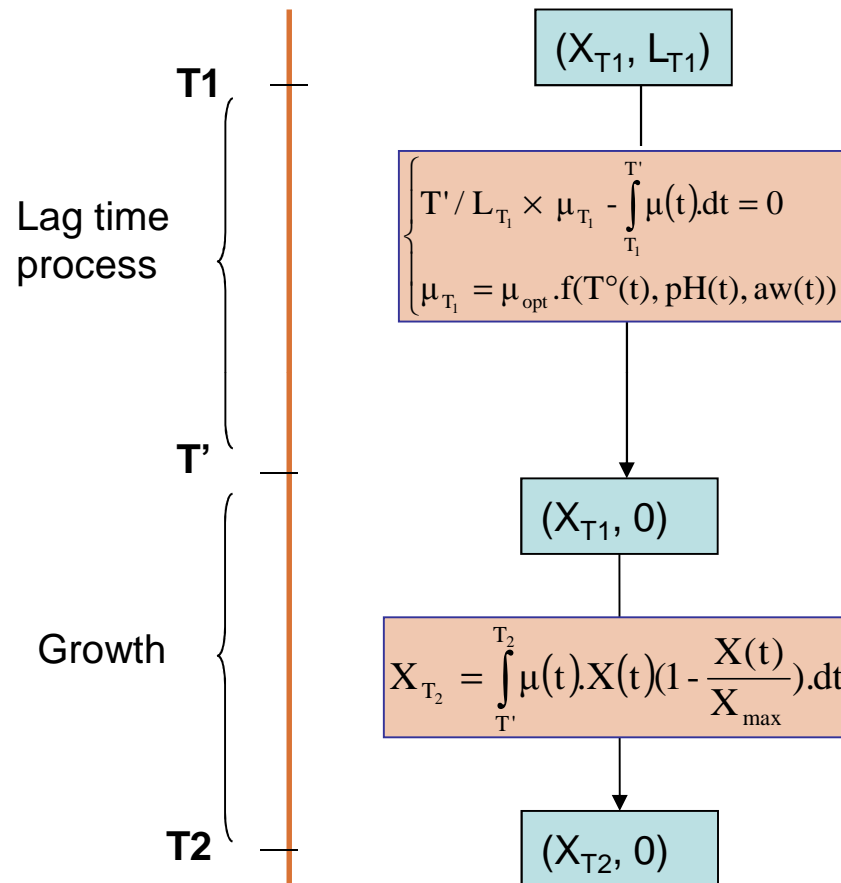 T1
(X_T1, L_T1)
Lag time
process
T' / L_T₁ × μ_T₁ - ∫_T₁^T' μ(t).dt = 0
μ_T₁ = μ_opt .f(T°(t), pH(t), aw(t))
T’
(X_T1, 0)
Growth
X_T₂ = ∫_T'^T₂ μ(t).X(t)(1 - X(t)/X_max).dt
T2
(X_T2, 0)